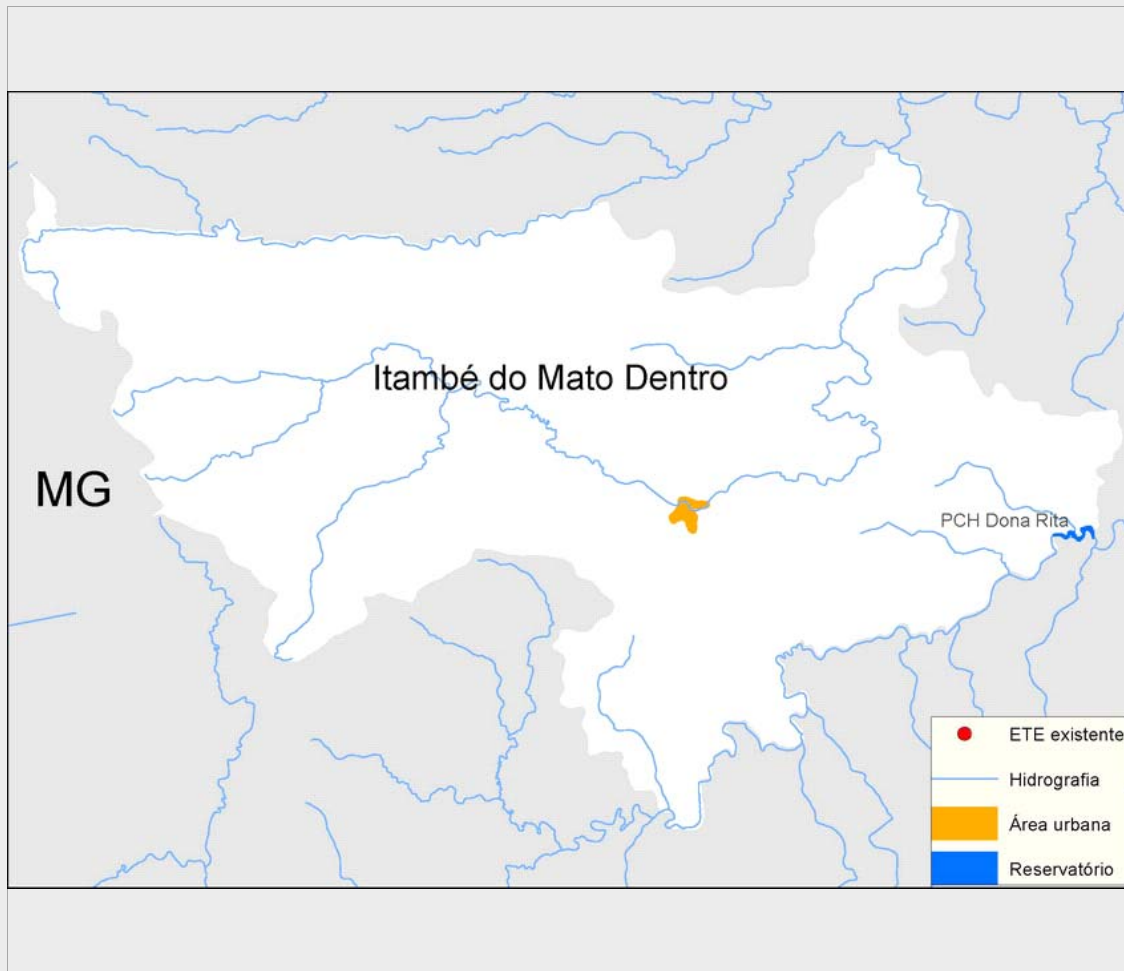 Itambé do Mato Dentro
MG
PCH Dona Rita
ETE existente
Hidrografia
Área urbana
Reservatório